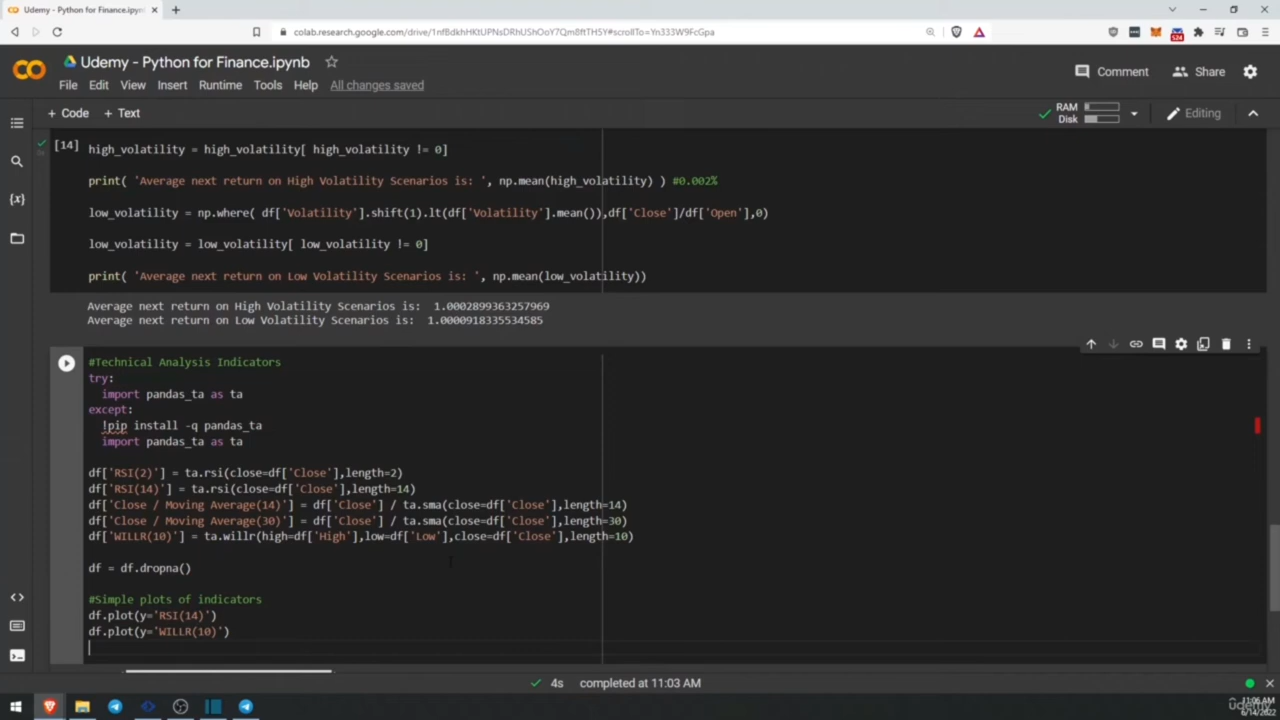 Udemy - Python for Finance.ipynb
colab.research.google.com/drive/1nfBdkhHKtUPNsDRhUShOoY7Qm8ftTH5Y#scrollTo=Yn333W9FcGpa
524
Udemy - Python for Finance.ipynb
Comment
Share
File Edit View Insert Runtime Tools Help All changes saved
+ Code + Text
RAM
Disk
Editing
[14]
high_volatility = high_volatility[ high_volatility != 0]
print( 'Average next return on High Volatility Scenarios is: ', np.mean(high_volatility) ) #0.002%
low_volatility = np.where( df['Volatility'].shift(1).lt(df['Volatility'].mean()),df['Close']/df['Open'],0)
low_volatility = low_volatility[ low_volatility != 0]
print( 'Average next return on Low Volatility Scenarios is: ', np.mean(low_volatility))
Average next return on High Volatility Scenarios is:  1.0002899363257969
Average next return on Low Volatility Scenarios is:  1.0000918335534585
#Technical Analysis Indicators
try:
  import pandas_ta as ta
except:
  !pip install -q pandas_ta
  import pandas_ta as ta
df['RSI(2)'] = ta.rsi(close=df['Close'],length=2)
df['RSI(14)'] = ta.rsi(close=df['Close'],length=14)
df['Close / Moving Average(14)'] = df['Close'] / ta.sma(close=df['Close'],length=14)
df['Close / Moving Average(30)'] = df['Close'] / ta.sma(close=df['Close'],length=30)
df['WILLR(10)'] = ta.willr(high=df['High'],low=df['Low'],close=df['Close'],length=10)
df = df.dropna()
#Simple plots of indicators
df.plot(y='RSI(14)')
df.plot(y='WILLR(10)')
4s completed at 11:03 AM
11:06 AM
6/14/2022
Udemy